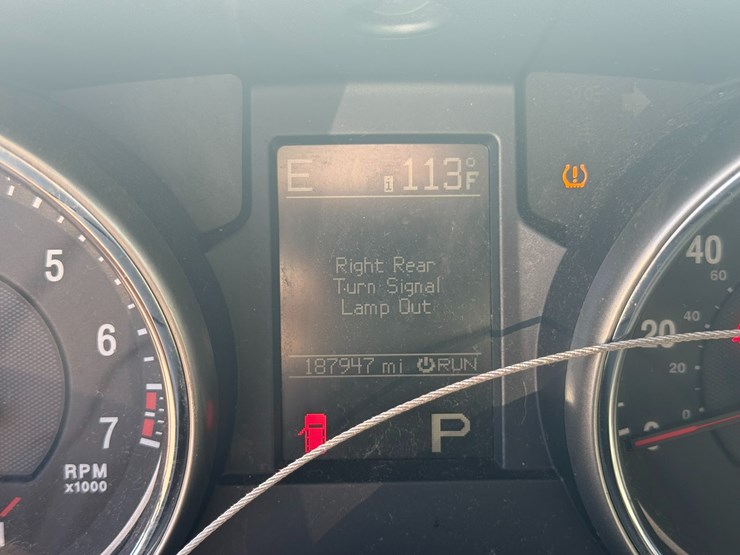 E i 113°F
Right Rear
Turn Signal
Lamp Out
187947 mi RUN
P
5
6
7
RPM
x1000
40
60
20
40
20
0
0